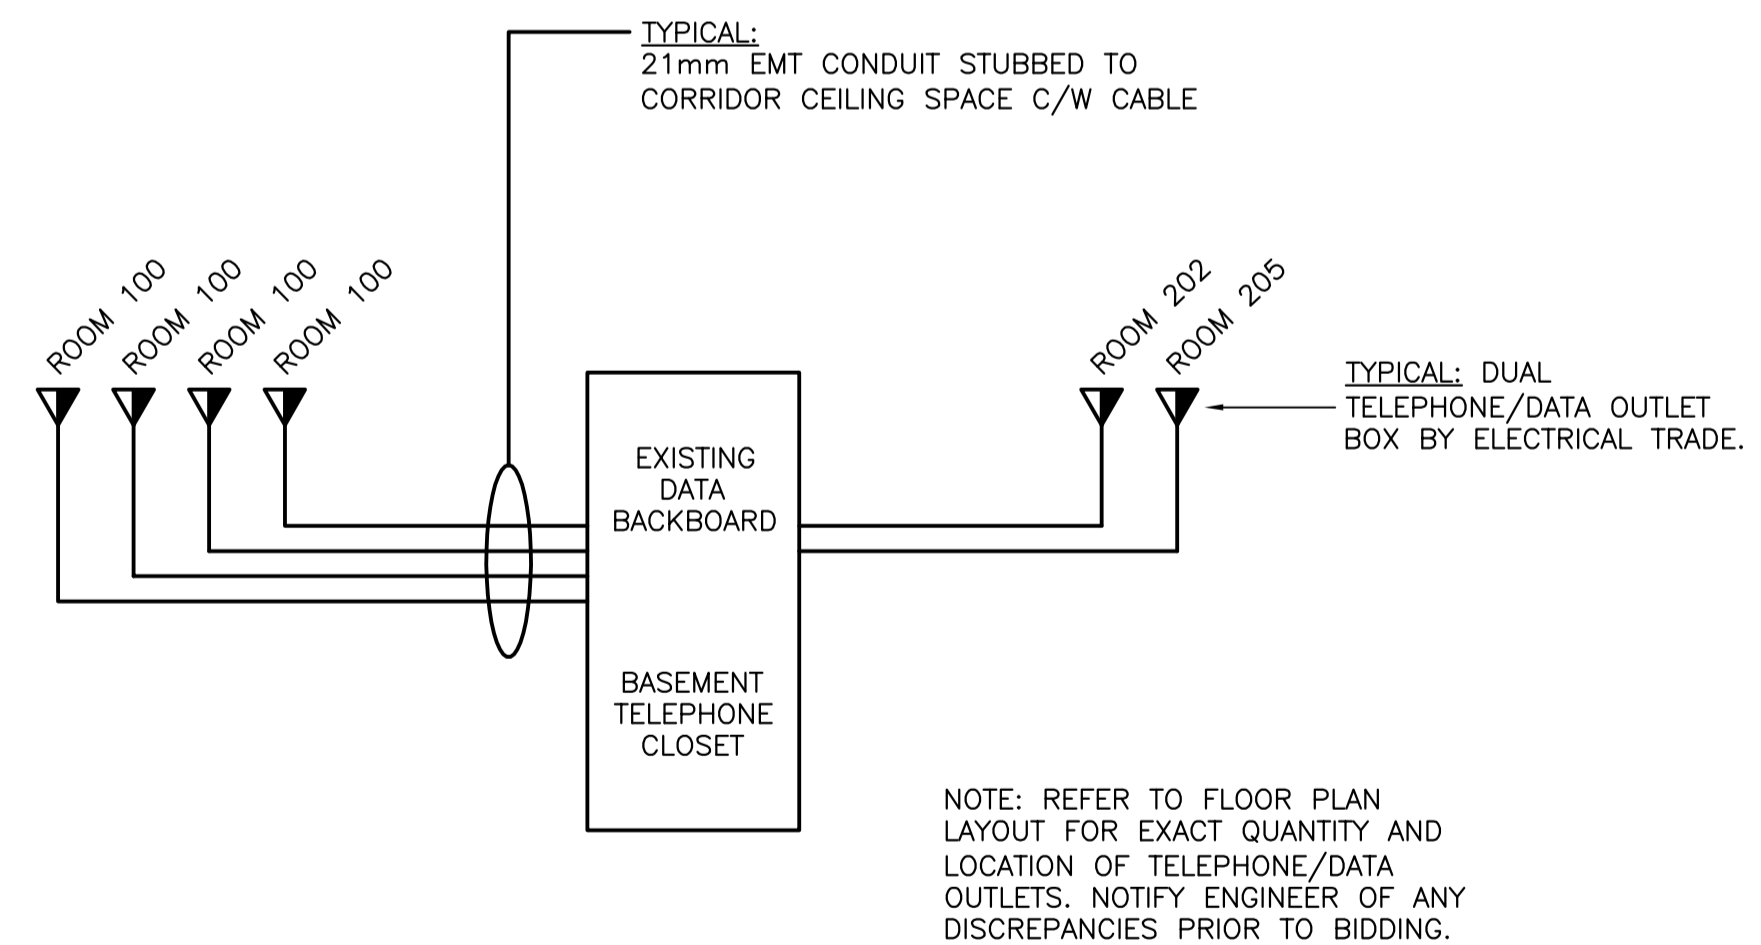 TYPICAL:
21mm EMT CONDUIT STUBBED TO
CORRIDOR CEILING SPACE C/W CABLE
ROOM 100
ROOM 100
ROOM 100
ROOM 100
ROOM 202
ROOM 205
TYPICAL: DUAL
TELEPHONE/DATA OUTLET
BOX BY ELECTRICAL TRADE.
EXISTING
DATA
BACKBOARD
BASEMENT
TELEPHONE
CLOSET
NOTE: REFER TO FLOOR PLAN
LAYOUT FOR EXACT QUANTITY AND
LOCATION OF TELEPHONE/DATA
OUTLETS. NOTIFY ENGINEER OF ANY
DISCREPANCIES PRIOR TO BIDDING.